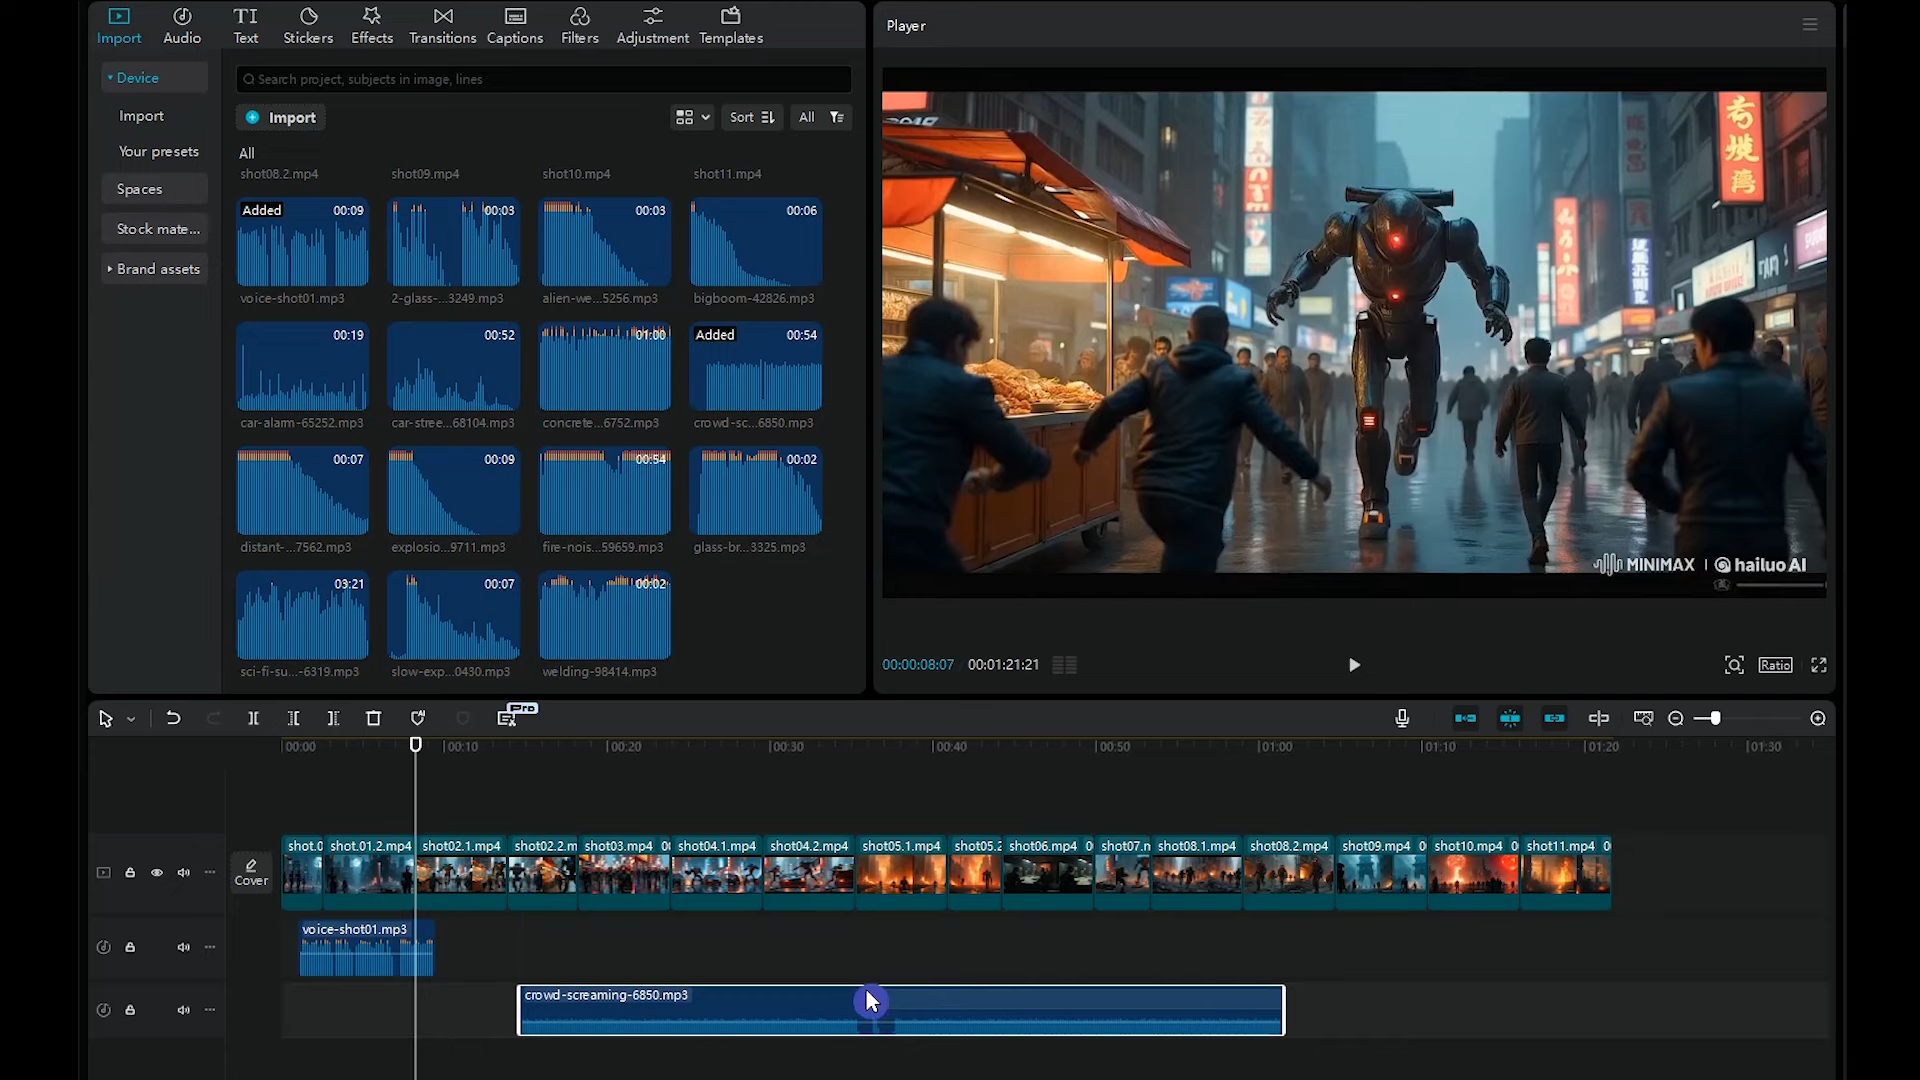 Import
Audio
Text
Stickers
Effects
Transitions
Captions
Filters
Adjustment
Templates
Player
Device
Search project, subjects in image, lines
Import
Import
Sort
All
Your presets
Spaces
Stock mate...
Brand assets
All
shot08.2.mp4
shot09.mp4
shot10.mp4
shot11.mp4
Added
00:09
00:03
00:03
00:06
voice-shot01.mp3
2-glass-...3249.mp3
alien-we...5256.mp3
bigboom-42826.mp3
00:19
00:52
01:00
Added
00:54
car-alarm-65252.mp3
car-stree...68104.mp3
concrete...6752.mp3
crowd-sc...6850.mp3
00:07
00:09
00:54
00:02
distant-...7562.mp3
explosio...9711.mp3
fire-nois...59659.mp3
glass-br...3325.mp3
03:21
00:07
00:02
sci-fi-su...-6319.mp3
slow-exp...0430.mp3
welding-98414.mp3
MINIMAX | hailuo AI
00:00:08:07
00:01:21:21
Ratio
Pro
00:00
00:10
00:20
00:30
00:40
00:50
01:00
01:10
01:20
01:30
Cover
shot.0
shot.01.2.mp4
shot02.1.mp4
shot02.2.m
shot03.mp4
shot04.1.mp4
shot04.2.mp4
shot05.1.mp4
shot05.2
shot06.mp4
shot07.m
shot08.1.mp4
shot08.2.mp4
shot09.mp4
shot10.mp4
shot11.mp4
voice-shot01.mp3
crowd-screaming-6850.mp3